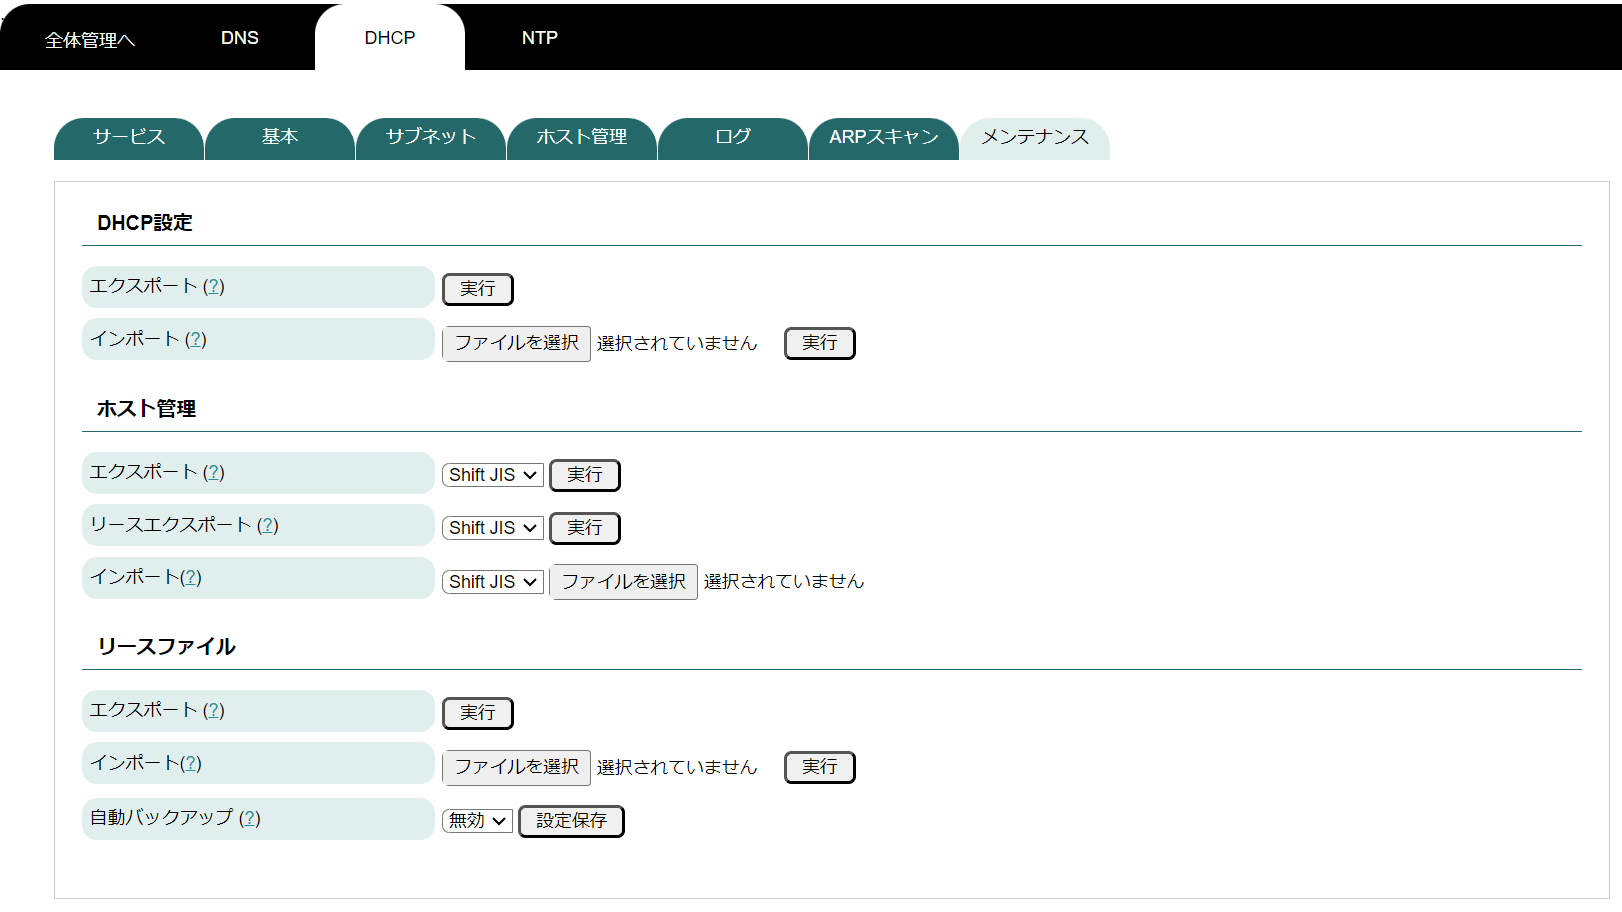 全体管理へ DNS DHCP NTP
サービス 基本 サブネット ホスト管理 ログ ARPスキャン メンテナンス
DHCP設定
エクスポート (?) 実行
インポート (?) ファイルを選択 選択されていません 実行
ホスト管理
エクスポート (?) Shift JIS 実行
リースエクスポート (?) Shift JIS 実行
インポート(?) Shift JIS ファイルを選択 選択されていません
リースファイル
エクスポート (?) 実行
インポート(?) ファイルを選択 選択されていません 実行
自動バックアップ (?) 無効 設定保存